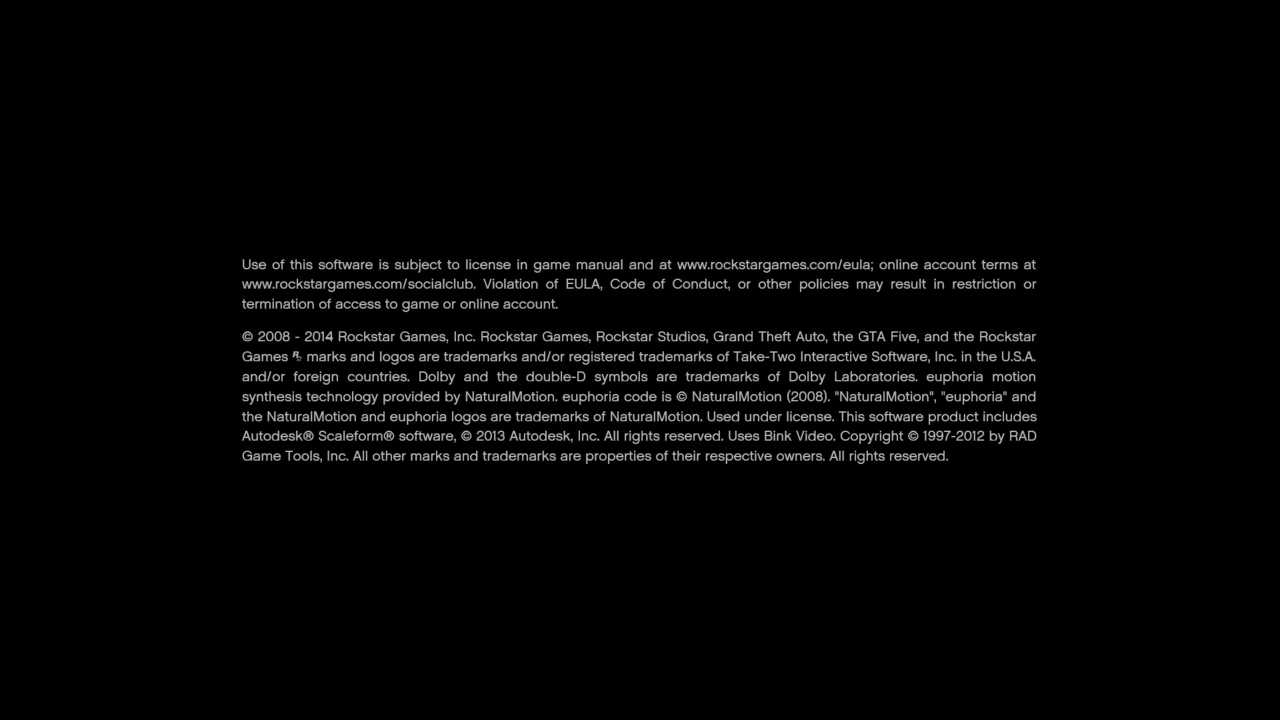 Use of this software is subject to license in game manual and at www.rockstargames.com/eula; online account terms at
www.rockstargames.com/socialclub. Violation of EULA, Code of Conduct, or other policies may result in restriction or
termination of access to game or online account.
© 2008 - 2014 Rockstar Games, Inc. Rockstar Games, Rockstar Studios, Grand Theft Auto, the GTA Five, and the Rockstar
Games R* marks and logos are trademarks and/or registered trademarks of Take-Two Interactive Software, Inc. in the U.S.A.
and/or foreign countries. Dolby and the double-D symbols are trademarks of Dolby Laboratories. euphoria motion
synthesis technology provided by NaturalMotion. euphoria code is © NaturalMotion (2008). "NaturalMotion", "euphoria" and
the NaturalMotion and euphoria logos are trademarks of NaturalMotion. Used under license. This software product includes
Autodesk® Scaleform® software, © 2013 Autodesk, Inc. All rights reserved. Uses Bink Video. Copyright © 1997-2012 by RAD
Game Tools, Inc. All other marks and trademarks are properties of their respective owners. All rights reserved.